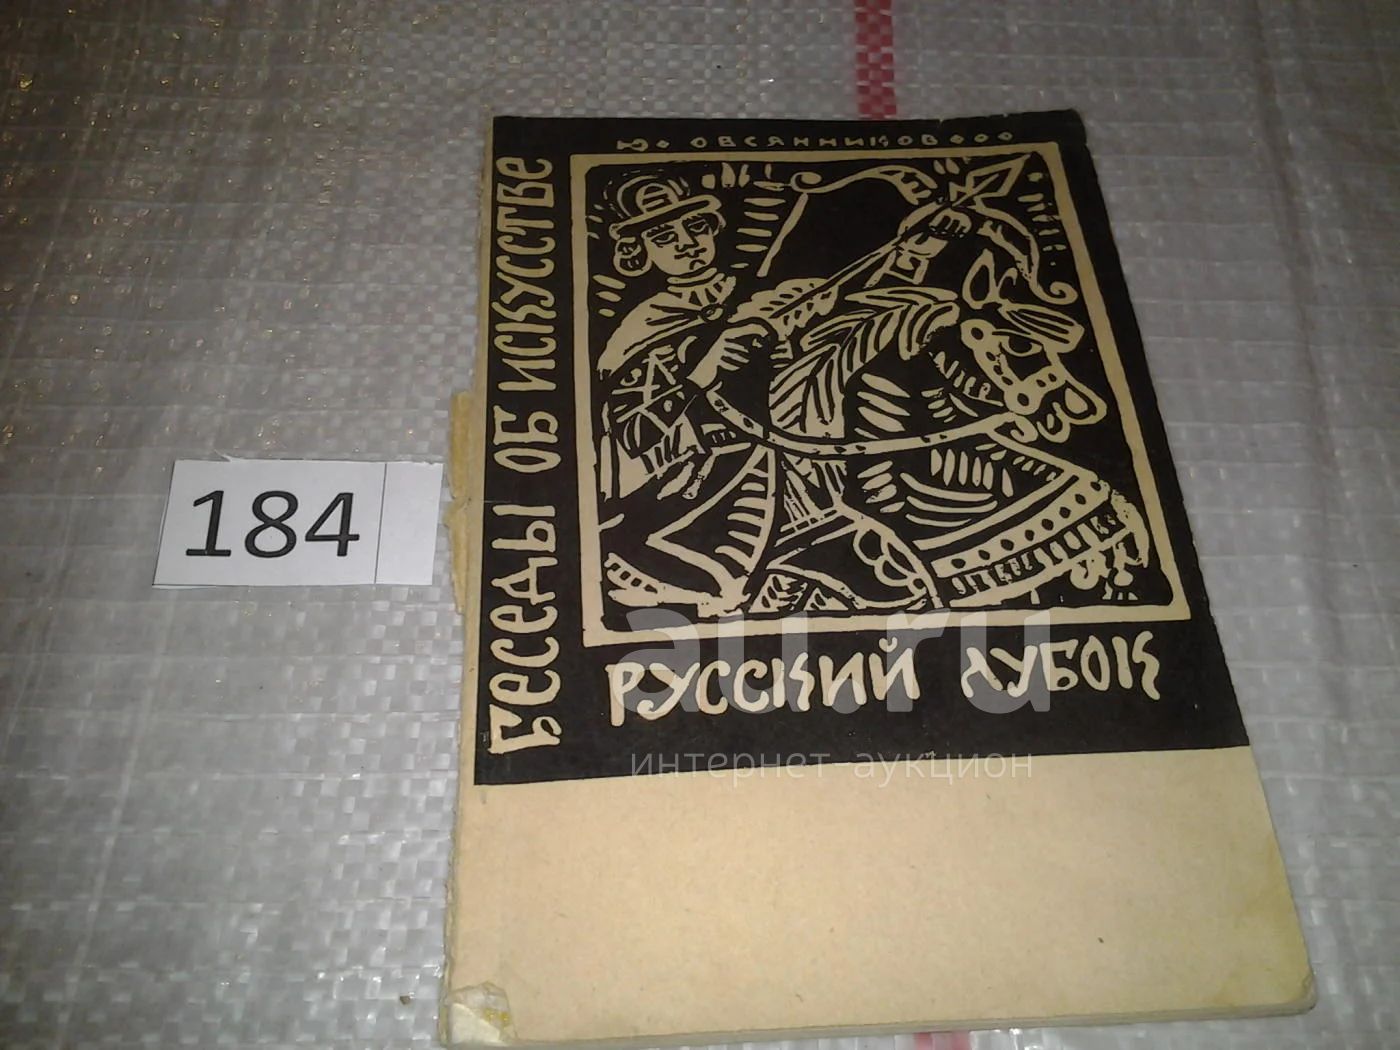 Ю. ОВСЯННИКОВ...
БЕСЕДЫ ОБ ИСКУССТВЕ
184
РУССКИЙ ЛУБОК
au.ru
интернет-аукцион